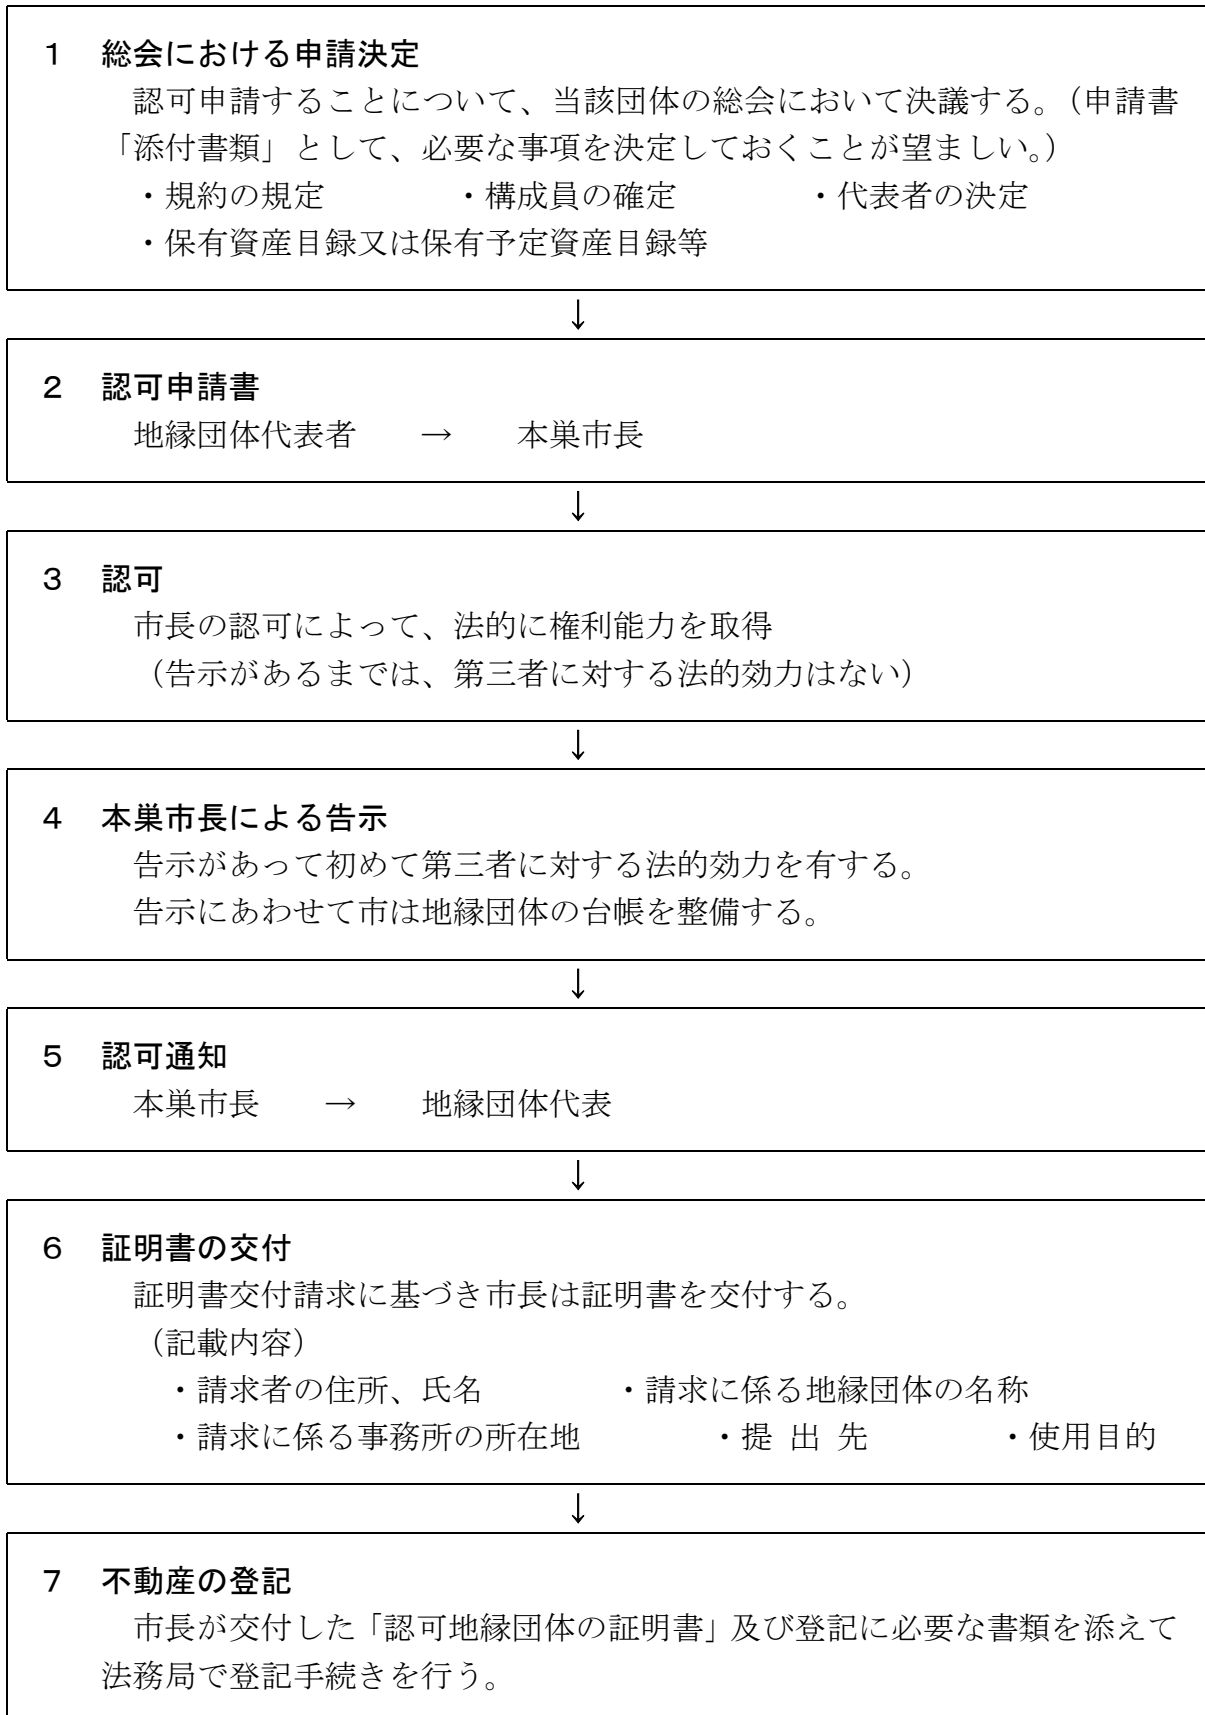 １　総会における申請決定
認可申請することについて、当該団体の総会において決議する。（申請書
「添付書類」として、必要な事項を決定しておくことが望ましい。）
・規約の規定　・構成員の確定　・代表者の決定
・保有資産目録又は保有予定資産目録等
↓
２　認可申請書
地縁団体代表者　→　本巣市長
↓
３　認可
市長の認可によって、法的に権利能力を取得
（告示があるまでは、第三者に対する法的効力はない）
↓
４　本巣市長による告示
告示があって初めて第三者に対する法的効力を有する。
告示にあわせて市は地縁団体の台帳を整備する。
↓
５　認可通知
本巣市長　→　地縁団体代表
↓
６　証明書の交付
証明書交付請求に基づき市長は証明書を交付する。
（記載内容）
・請求者の住所、氏名　・請求に係る地縁団体の名称
・請求に係る事務所の所在地　・提 出 先　・使用目的
↓
７　不動産の登記
市長が交付した「認可地縁団体の証明書」及び登記に必要な書類を添えて
法務局で登記手続きを行う。